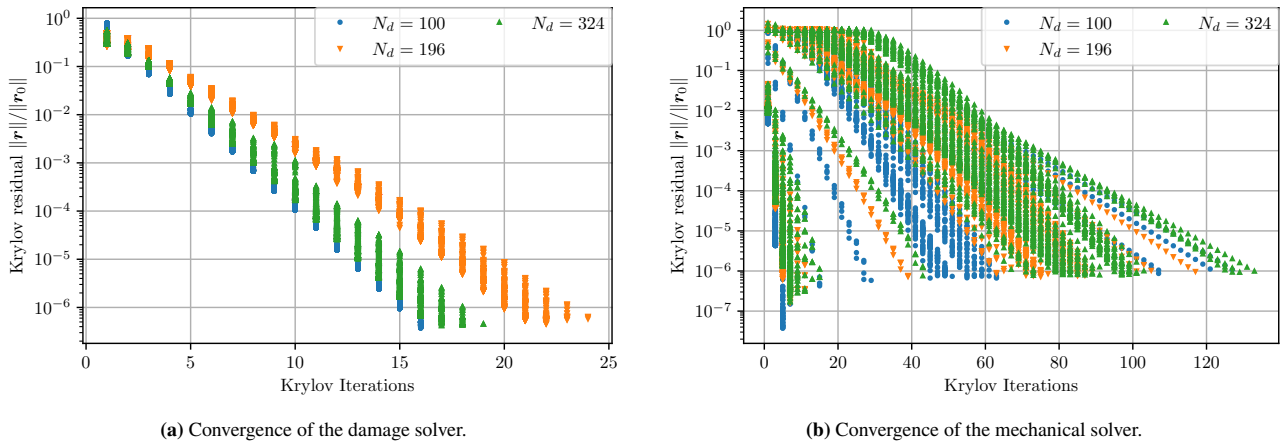 N_d = 100
N_d = 196
N_d = 324
10^0
10^{-1}
10^{-2}
10^{-3}
10^{-4}
10^{-5}
10^{-6}
Krylov residual ||r||/||r_0||
0 5 10 15 20 25
Krylov Iterations
(a) Convergence of the damage solver.
N_d = 100
N_d = 196
N_d = 324
10^0
10^{-1}
10^{-2}
10^{-3}
10^{-4}
10^{-5}
10^{-6}
10^{-7}
Krylov residual ||r||/||r_0||
0 20 40 60 80 100 120
Krylov Iterations
(b) Convergence of the mechanical solver.